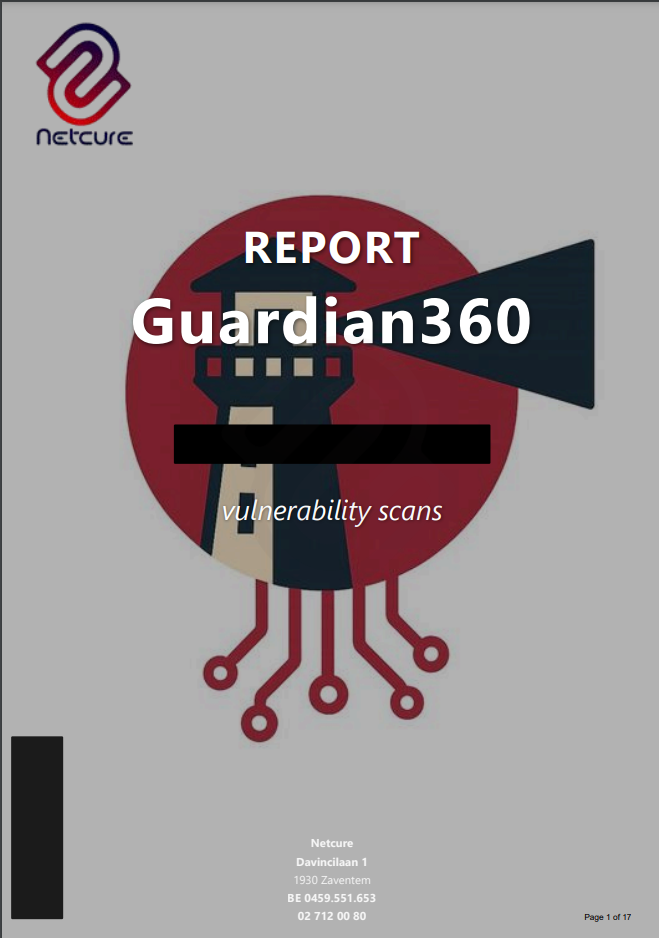 Netcure
REPORT
Guardian360
vulnerability scans
Netcure
Davincilaan 1
1930 Zaventem
BE 0459.551.653
02 712 00 80
Page 1 of 17